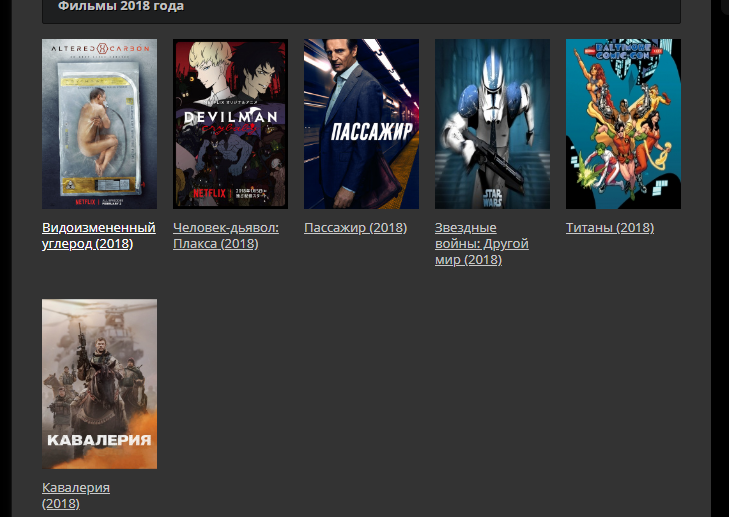 Фильмы 2018 года
ALTERED CARBON
NETFLIX
DEVILMAN
NETFLIX
ПАССАЖИР
STAR
WARS
BALTIMORE
COMIC-CON
Видоизмененный
углерод (2018)
Человек-дьявол:
Плакса (2018)
Пассажир (2018)
Звездные
войны: Другой
мир (2018)
Титаны (2018)
КАВАЛЕРИЯ
Кавалерия
(2018)